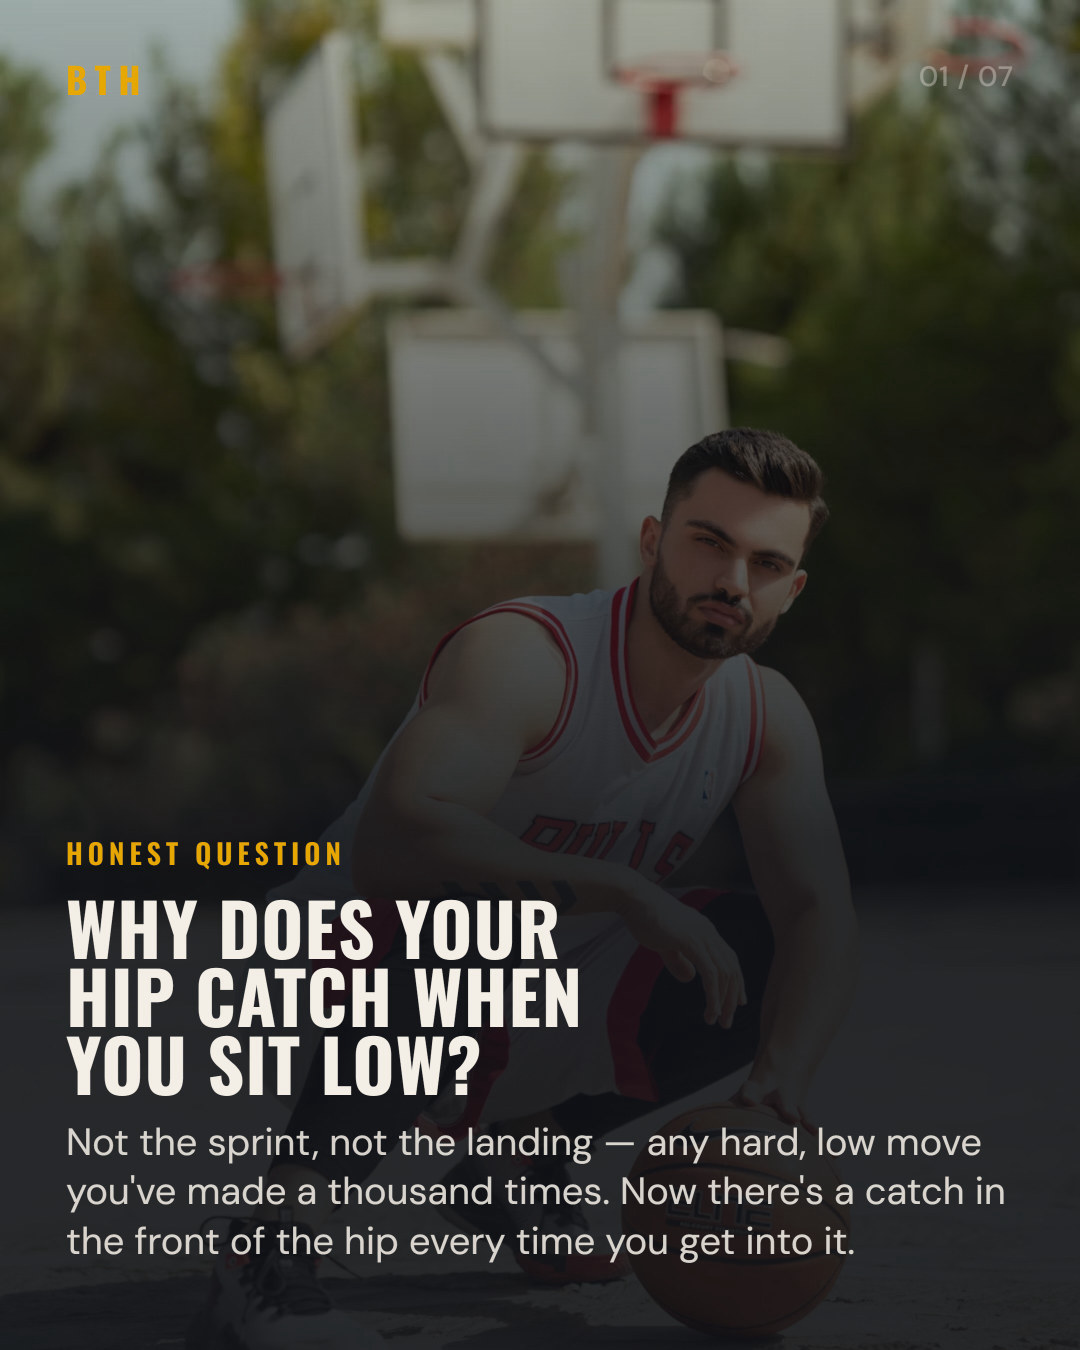 BTH
01 / 07
BULLS
HONEST QUESTION
WHY DOES YOUR
HIP CATCH WHEN
YOU SIT LOW?
Not the sprint, not the landing — any hard, low move
you've made a thousand times. Now there's a catch in
the front of the hip every time you get into it.